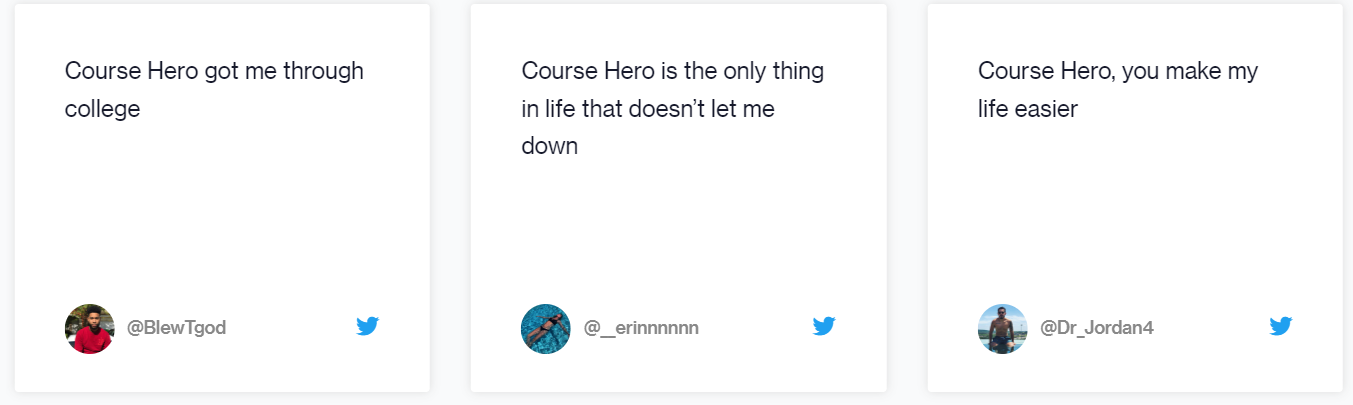 Course Hero got me through
college
@BlewTgod
Course Hero is the only thing
in life that doesn’t let me
down
@__erinnnnnn
Course Hero, you make my
life easier
@Dr_Jordan4